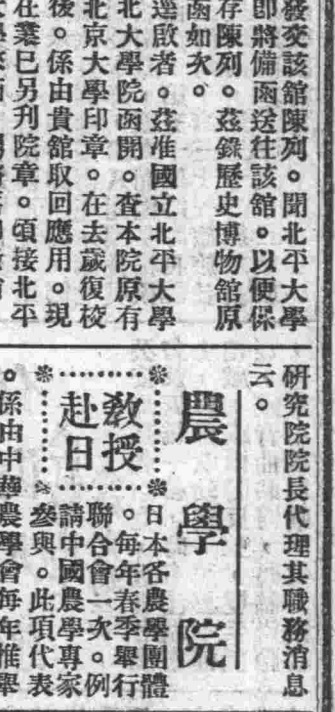 發交該館陳列。聞北平大學
即將備函送往該館。以便保
存陳列。茲錄歷史博物館原
函如次。
逕啟者。茲准國立北平大學
北大學院函開。查本院原有
北京大學印章。在去歲復校
後。係由貴館取回應用。現
在業已另刋院章。頃接北平
研究院院長代理其職務消息
云。
農學院
教授
赴日
日本各農學團體
。每年春季舉行
聯合會一次。例
請中國農學專家
參與。此項代表
。係由中華農學會每年推舉